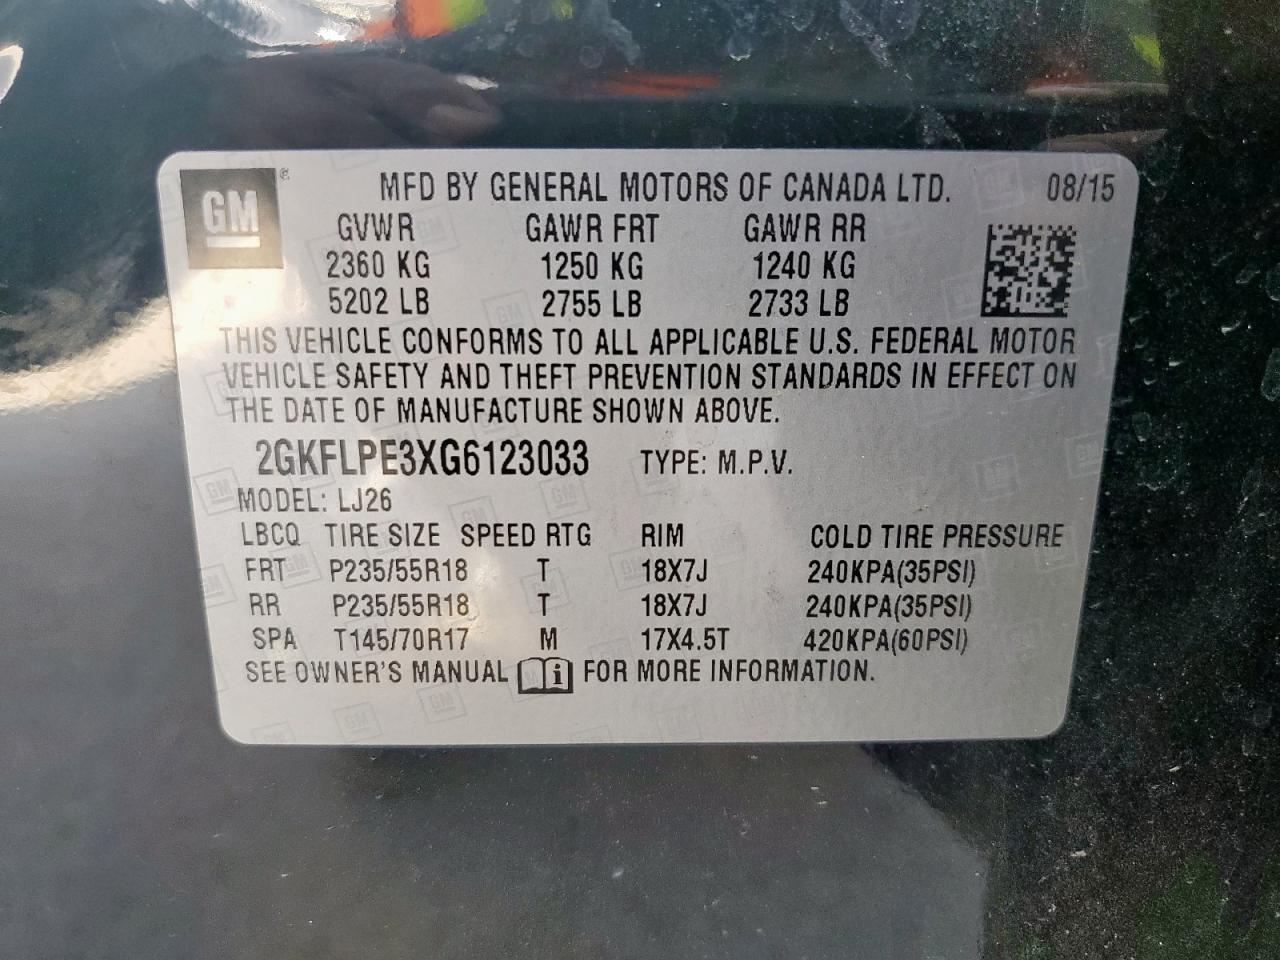 GM®
MFD BY GENERAL MOTORS OF CANADA LTD. 08/15
GVWR GAWR FRT GAWR RR
2360 KG 1250 KG 1240 KG
5202 LB 2755 LB 2733 LB
THIS VEHICLE CONFORMS TO ALL APPLICABLE U.S. FEDERAL MOTOR
VEHICLE SAFETY AND THEFT PREVENTION STANDARDS IN EFFECT ON
THE DATE OF MANUFACTURE SHOWN ABOVE.
2GKFLPE3XG6123033 TYPE: M.P.V.
MODEL: LJ26
LBCQ TIRE SIZE SPEED RTG RIM COLD TIRE PRESSURE
FRT P235/55R18 T 18X7J 240KPA(35PSI)
RR P235/55R18 T 18X7J 240KPA(35PSI)
SPA T145/70R17 M 17X4.5T 420KPA(60PSI)
SEE OWNER'S MANUAL i FOR MORE INFORMATION.